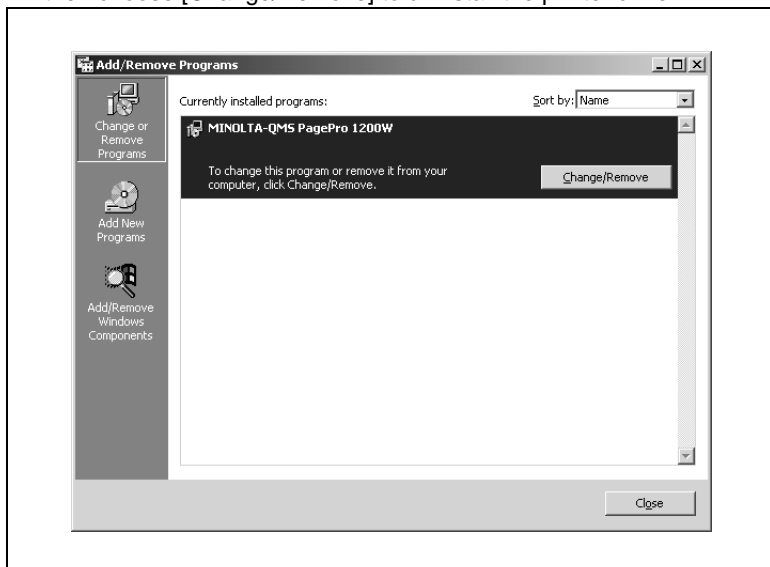 Add/Remove Programs
Change or
Remove
Programs
Add New
Programs
Add/Remove
Windows
Components
Currently installed programs:
Sort by: Name
MINOLTA-QMS PagePro 1200W
To change this program or remove it from your
computer, click Change/Remove.
Change/Remove
Close